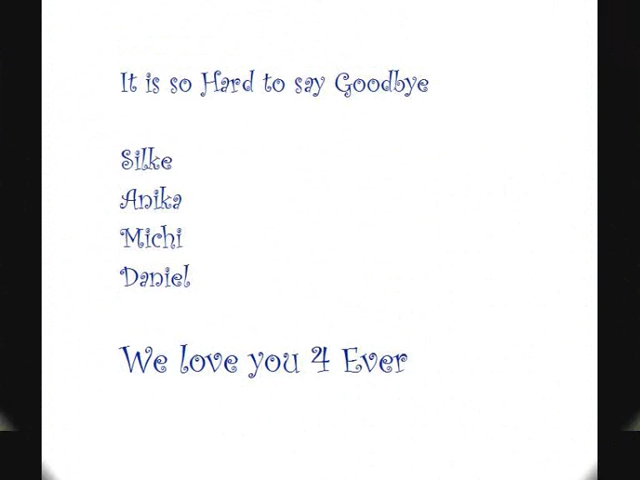 It is so Hard to say Goodbye
Silke
Anika
Michi
Daniel
We love you 4 Ever